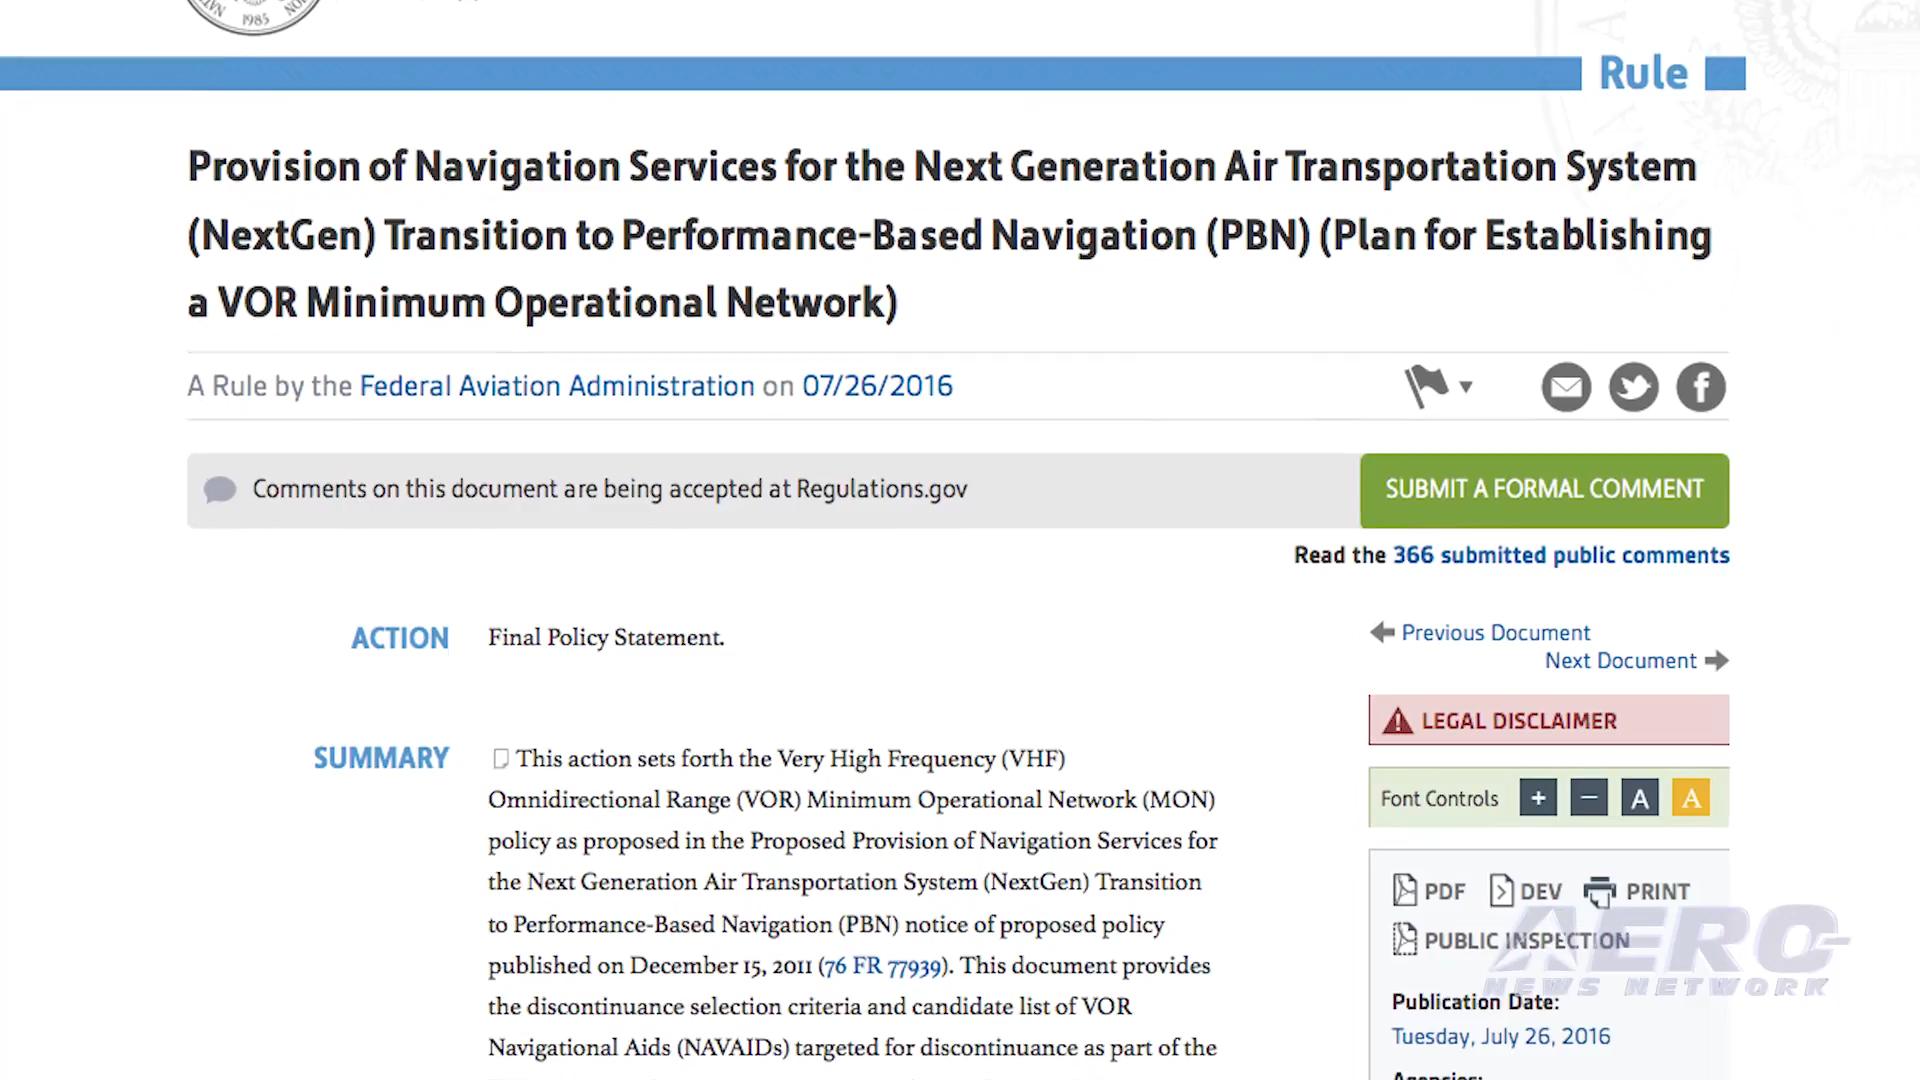 1985
Rule
Provision of Navigation Services for the Next Generation Air Transportation System
(NextGen) Transition to Performance-Based Navigation (PBN) (Plan for Establishing
a VOR Minimum Operational Network)
A Rule by the Federal Aviation Administration on 07/26/2016
Comments on this document are being accepted at Regulations.gov
SUBMIT A FORMAL COMMENT
Read the 366 submitted public comments
ACTION
Final Policy Statement.
Previous Document
Next Document
LEGAL DISCLAIMER
Font Controls + − A A
SUMMARY
This action sets forth the Very High Frequency (VHF)
Omnidirectional Range (VOR) Minimum Operational Network (MON)
policy as proposed in the Proposed Provision of Navigation Services for
the Next Generation Air Transportation System (NextGen) Transition
to Performance-Based Navigation (PBN) notice of proposed policy
published on December 15, 2011 (76 FR 77939). This document provides
the discontinuance selection criteria and candidate list of VOR
Navigational Aids (NAVAIDs) targeted for discontinuance as part of the
PDF DEV PRINT
PUBLIC INSPECTION
Publication Date:
Tuesday, July 26, 2016
Agencies:
AERO-
NEWS NETWORK